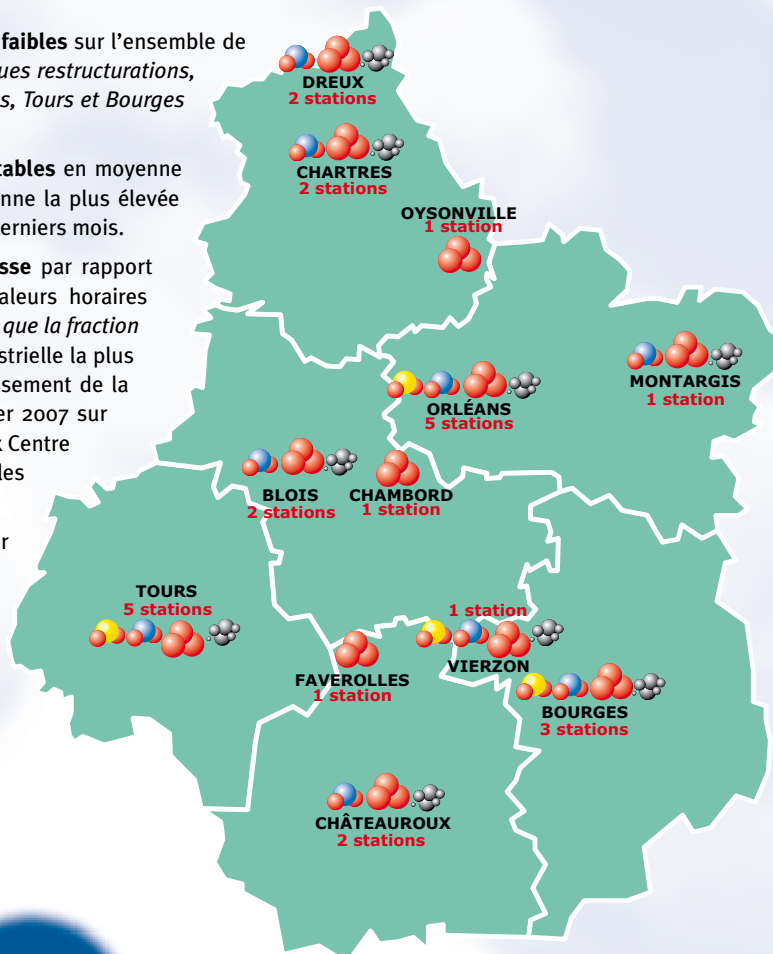 faibles sur l'ensemble de
ues restructurations,
s, Tours et Bourges
tables en moyenne
nne la plus élevée
erniers mois.
sse par rapport
aleurs horaires
que la fraction
strielle la plus
ssement de la
er 2007 sur
x Centre
les
r
DREUX
2 stations
CHARTRES
2 stations
OYSONVILLE
1 station
MONTARGIS
1 station
ORLÉANS
5 stations
BLOIS
2 stations
CHAMBORD
1 station
TOURS
5 stations
1 station
VIERZON
FAVEROLLES
1 station
BOURGES
3 stations
CHÂTEAUROUX
2 stations